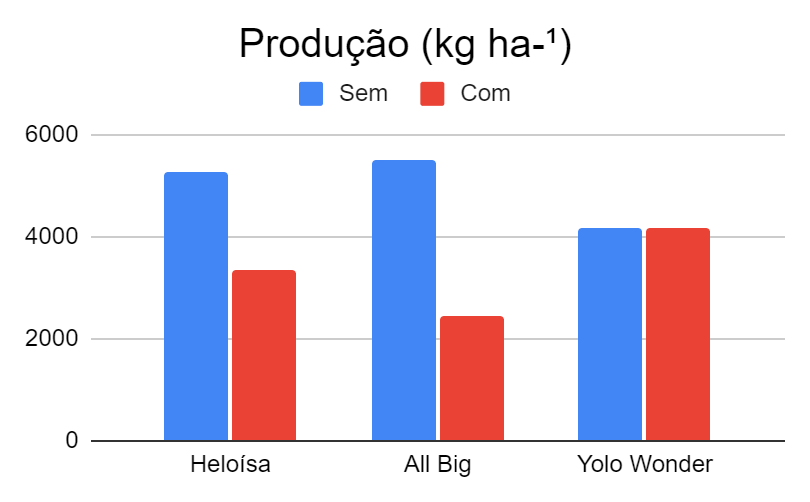 Produção (kg ha-¹)
Sem Com
6000
4000
2000
0
Heloísa All Big Yolo Wonder